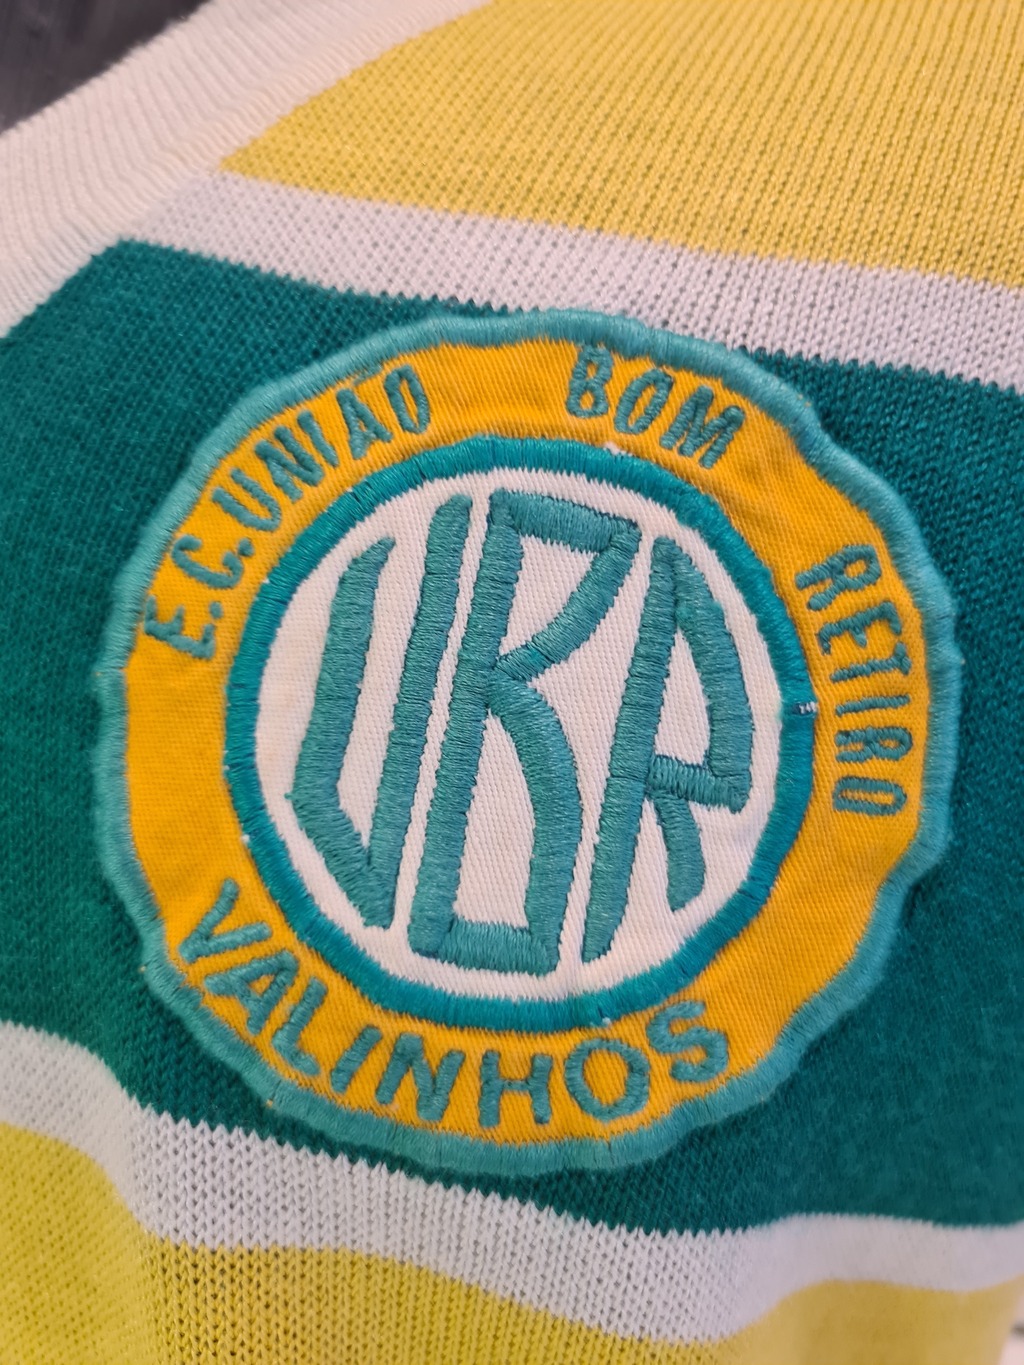 E.C. UNIÃO BOM RETIRO
UBR
VALINHOS